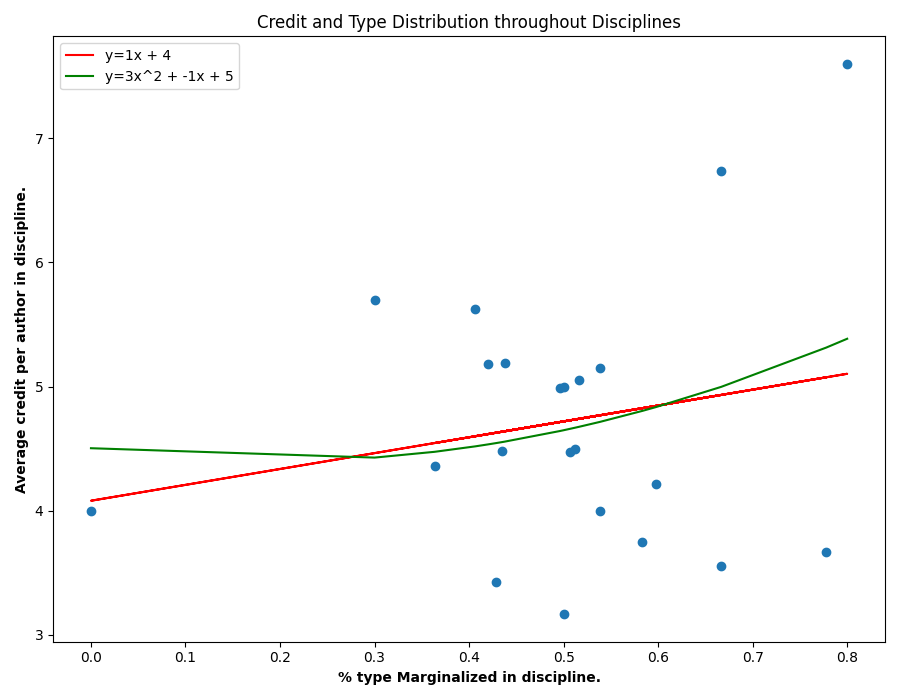 Credit and Type Distribution throughout Disciplines
y=1x + 4
y=3x^2 + -1x + 5
Average credit per author in discipline.
7
6
5
4
3
0.0 0.1 0.2 0.3 0.4 0.5 0.6 0.7 0.8
% type Marginalized in discipline.